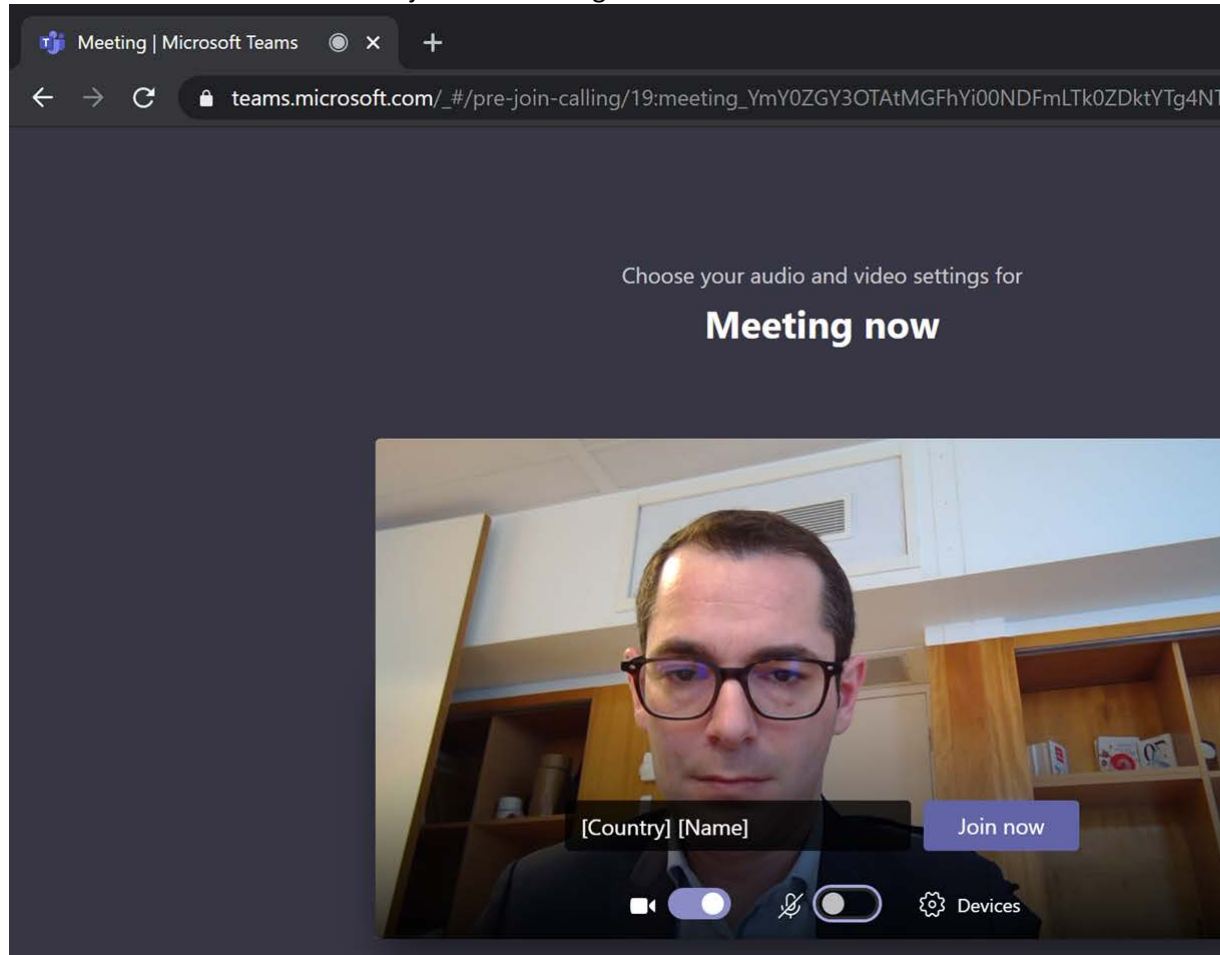 Meeting | Microsoft Teams
teams.microsoft.com/_#/pre-join-calling/19:meeting_YmY0ZGY3OTAtMGFhYi00NDFmLTk0ZDktYTg4NT
Choose your audio and video settings for
Meeting now
[Country] [Name]
Join now
Devices